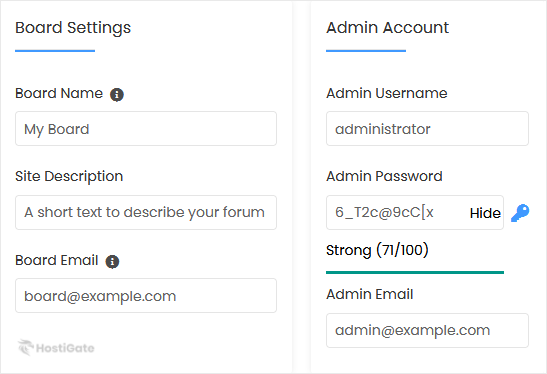 Board Settings
Board Name
My Board
Site Description
A short text to describe your forum
Board Email
board@example.com
HostiGate
Admin Account
Admin Username
administrator
Admin Password
6_T2c@9cC[x Hide
Strong (71/100)
Admin Email
admin@example.com